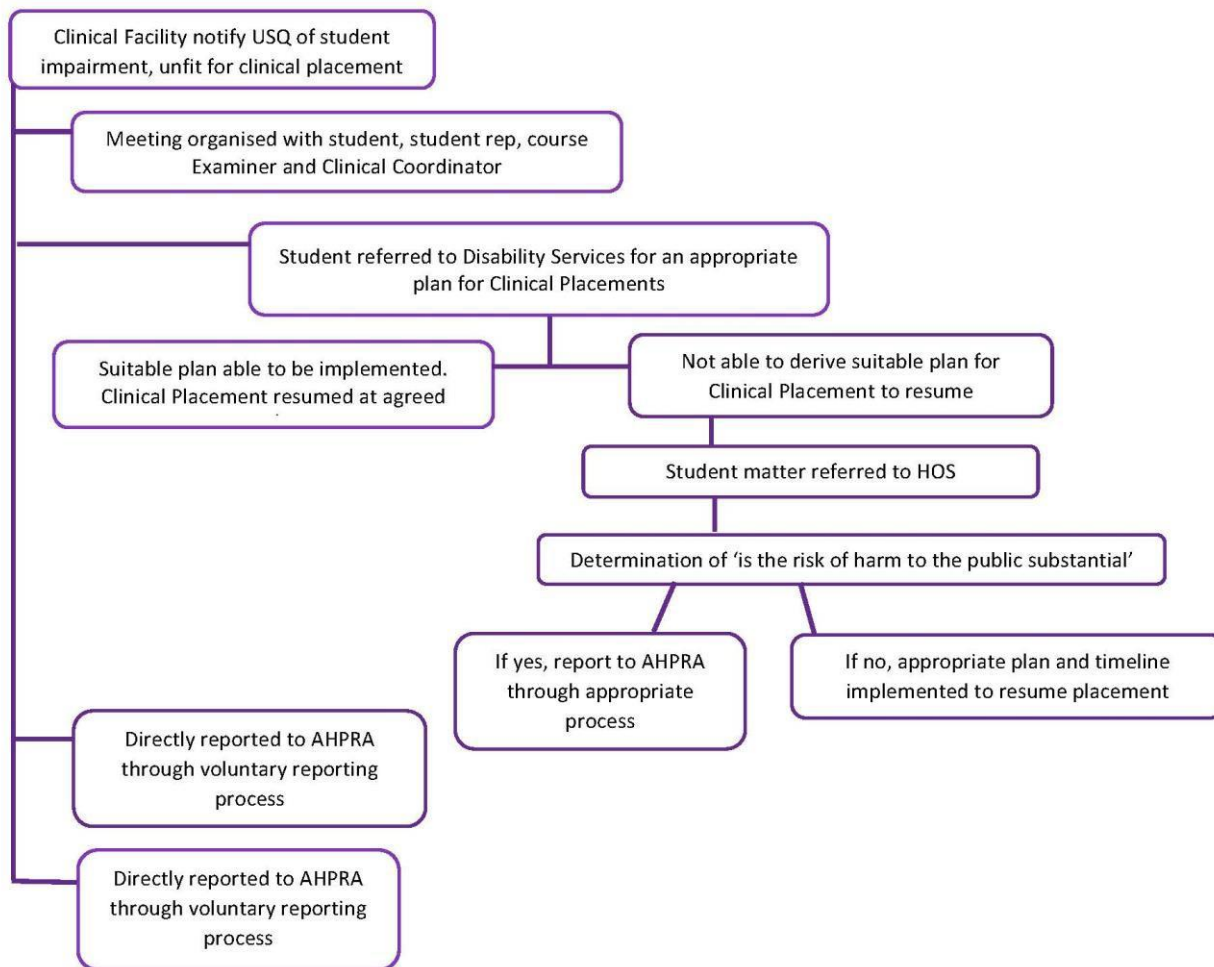 Clinical Facility notify USQ of student
impairment, unfit for clinical placement
Meeting organised with student, student rep, course
Examiner and Clinical Coordinator
Student referred to Disability Services for an appropriate
plan for Clinical Placements
Suitable plan able to be implemented.
Clinical Placement resumed at agreed
Not able to derive suitable plan for
Clinical Placement to resume
Student matter referred to HOS
Determination of ‘is the risk of harm to the public substantial’
If yes, report to AHPRA
through appropriate
process
If no, appropriate plan and timeline
implemented to resume placement
Directly reported to AHPRA
through voluntary reporting
process
Directly reported to AHPRA
through voluntary reporting
process